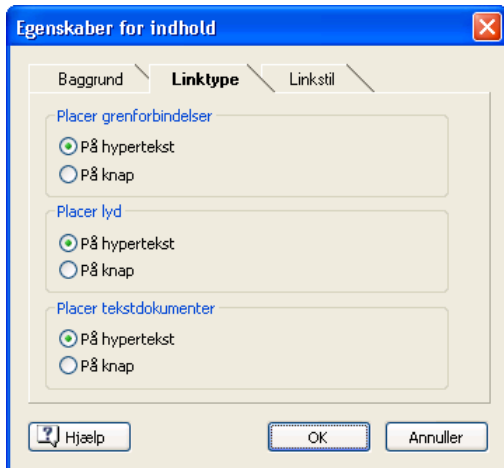 Egenskaber for indhold
Baggrund Linktype Linkstil
Placer grenforbindelser
På hypertekst
På knap
Placer lyd
På hypertekst
På knap
Placer tekstdokumenter
På hypertekst
På knap
Hjælp OK Annuller